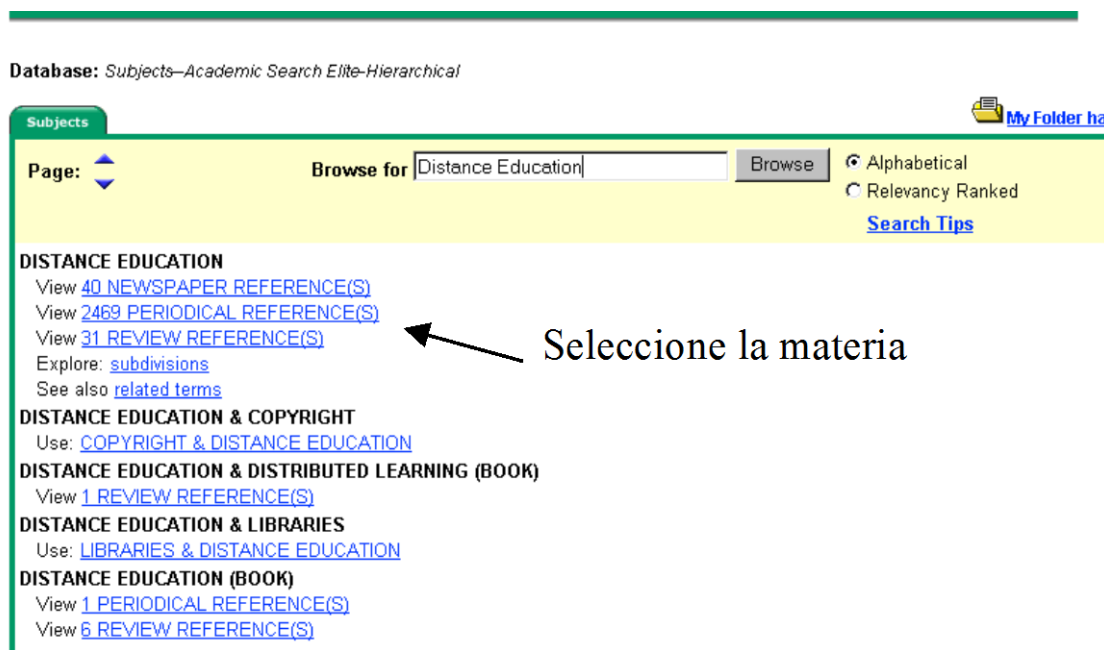 Database: Subjects--Academic Search Elite-Hierarchical
Subjects
My Folder ha
Page:
Browse for Distance Education Browse
Alphabetical
Relevancy Ranked
Search Tips
DISTANCE EDUCATION
View 40 NEWSPAPER REFERENCE(S)
View 2469 PERIODICAL REFERENCE(S)
View 31 REVIEW REFERENCE(S)
Seleccione la materia
Explore: subdivisions
See also related terms
DISTANCE EDUCATION & COPYRIGHT
Use: COPYRIGHT & DISTANCE EDUCATION
DISTANCE EDUCATION & DISTRIBUTED LEARNING (BOOK)
View 1 REVIEW REFERENCE(S)
DISTANCE EDUCATION & LIBRARIES
Use: LIBRARIES & DISTANCE EDUCATION
DISTANCE EDUCATION (BOOK)
View 1 PERIODICAL REFERENCE(S)
View 6 REVIEW REFERENCE(S)